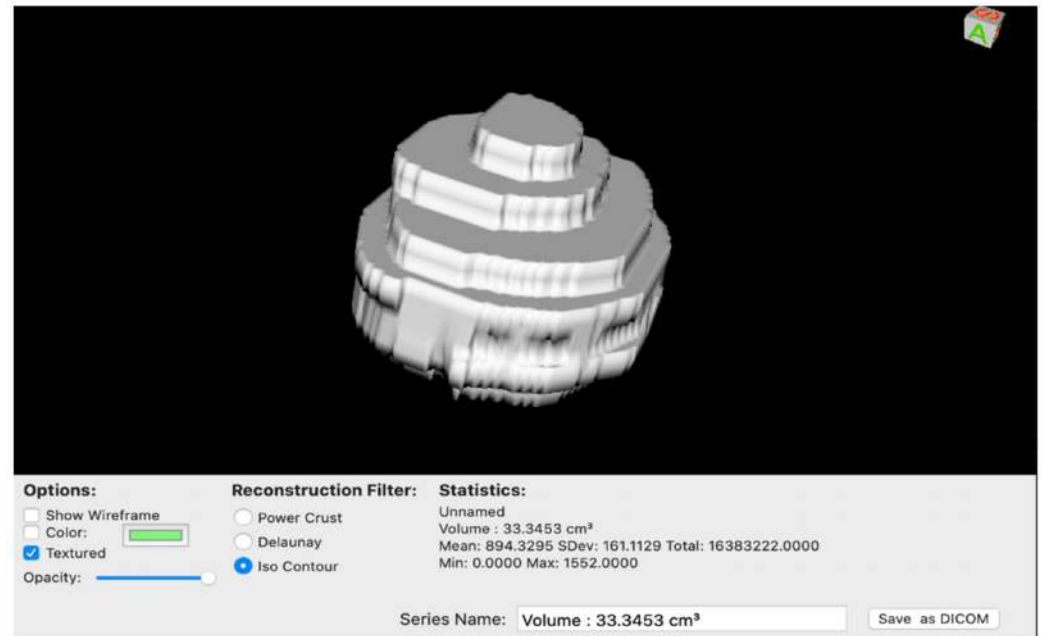 A
Options:
Show Wireframe
Color:
Textured
Opacity:
Reconstruction Filter:
Power Crust
Delaunay
Iso Contour
Statistics:
Unnamed
Volume : 33.3453 cm³
Mean: 894.3295 SDev: 161.1129 Total: 16383222.0000
Min: 0.0000 Max: 1552.0000
Series Name: Volume : 33.3453 cm³ Save as DICOM